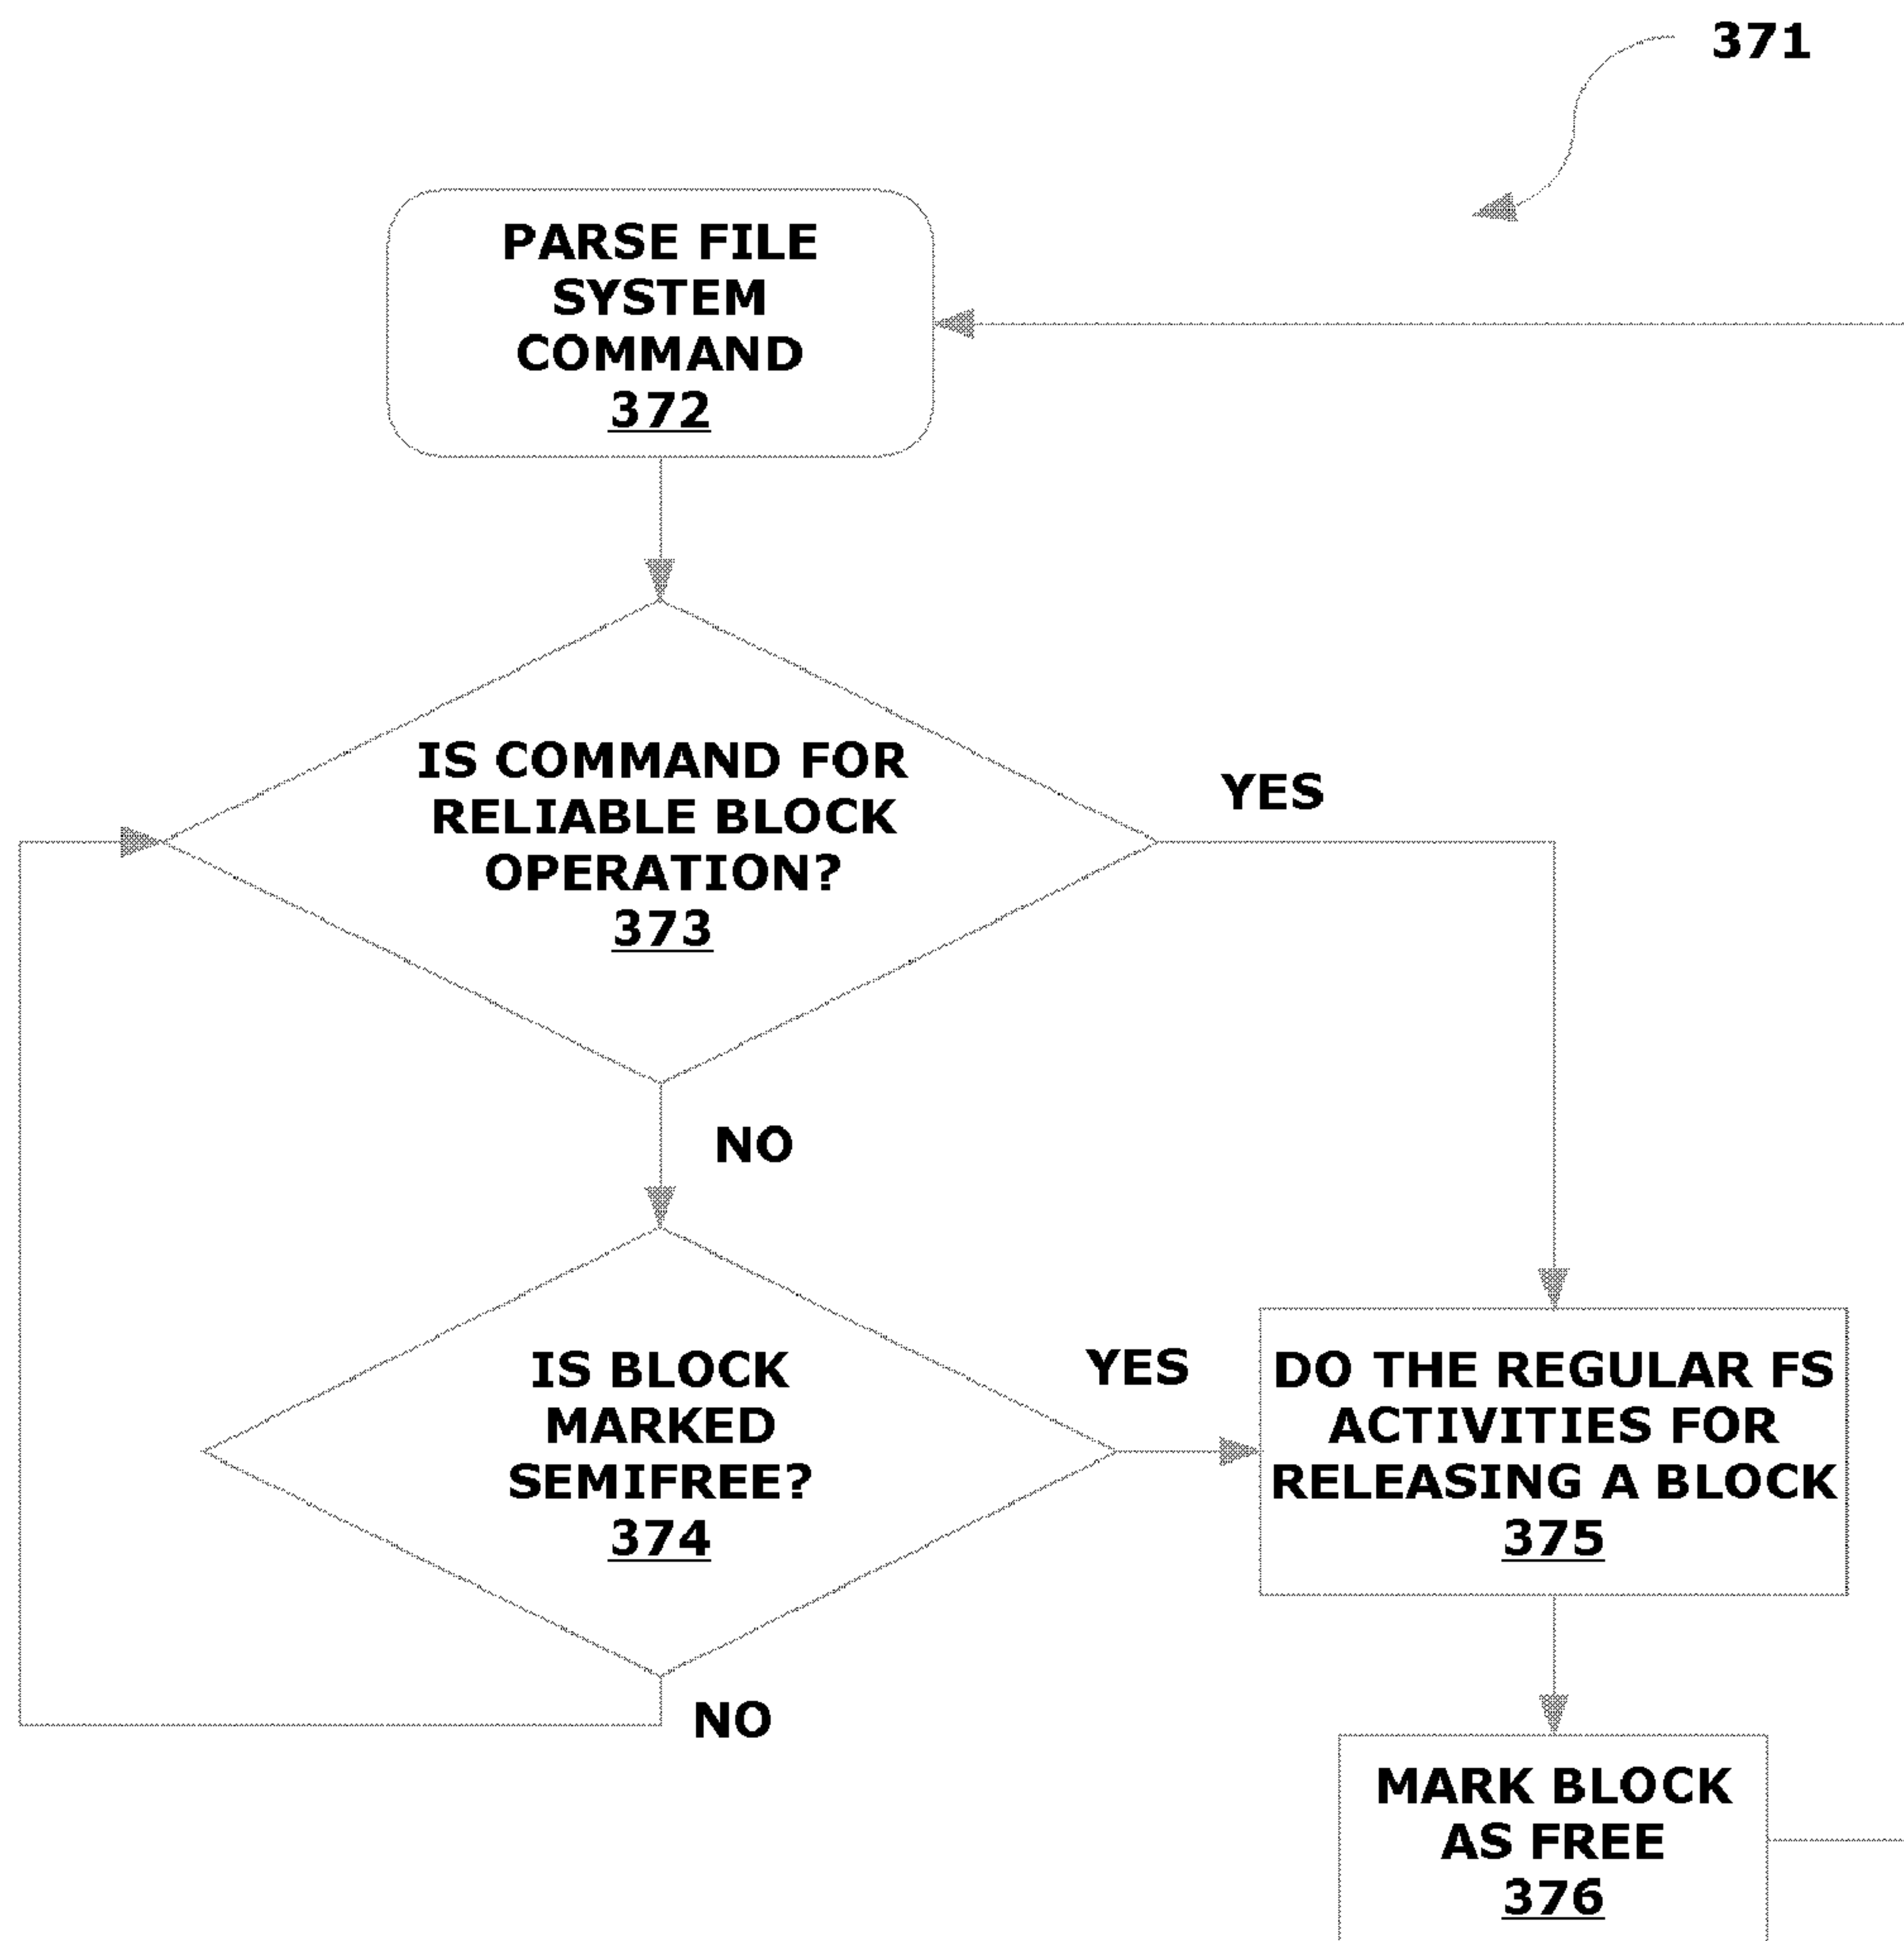 371
PARSE FILE
SYSTEM
COMMAND
372
IS COMMAND FOR
RELIABLE BLOCK
OPERATION?
373
YES
NO
IS BLOCK
MARKED
SEMIFREE?
374
YES
NO
DO THE REGULAR FS
ACTIVITIES FOR
RELEASING A BLOCK
375
MARK BLOCK
AS FREE
376